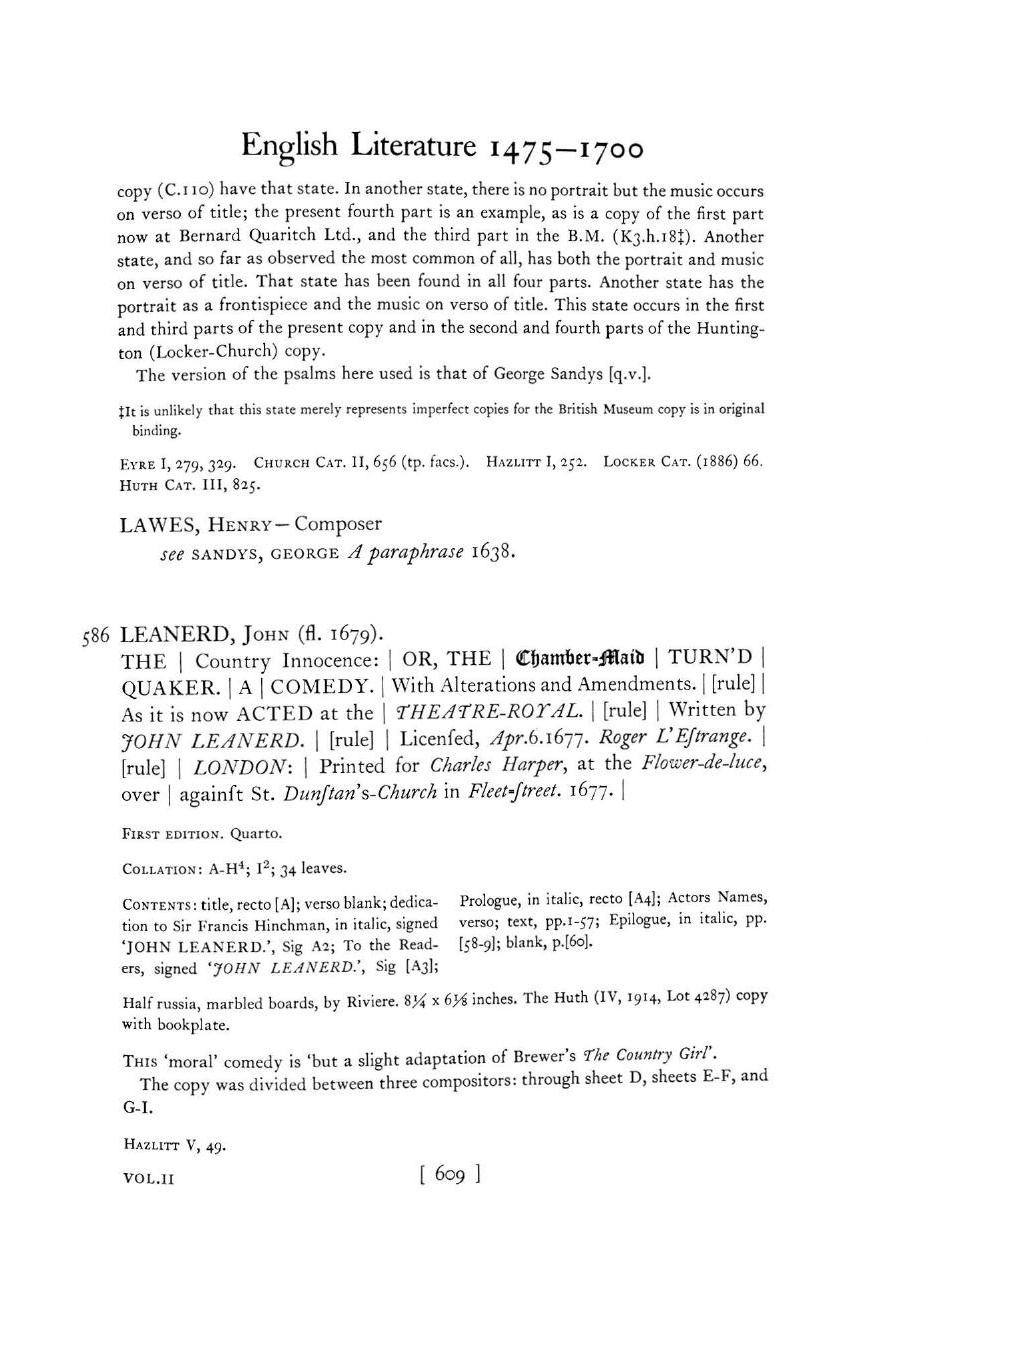 English Literature 1475–1700
copy (C.110) have that state. In another state, there is no portrait but the music occurs
on verso of title; the present fourth part is an example, as is a copy of the first part
now at Bernard Quaritch Ltd., and the third part in the B.M. (K3.h.18‡). Another
state, and so far as observed the most common of all, has both the portrait and music
on verso of title. That state has been found in all four parts. Another state has the
portrait as a frontispiece and the music on verso of title. This state occurs in the first
and third parts of the present copy and in the second and fourth parts of the Hunting-
ton (Locker-Church) copy.
The version of the psalms here used is that of George Sandys [q.v.].
‡It is unlikely that this state merely represents imperfect copies for the British Museum copy is in original
binding.
EYRE I, 279, 329. CHURCH CAT. II, 656 (tp. facs.). HAZLITT I, 252. LOCKER CAT. (1886) 66.
HUTH CAT. III, 825.
LAWES, HENRY—Composer
see SANDYS, GEORGE A paraphrase 1638.
586 LEANERD, JOHN (fl. 1679).
THE | Country Innocence: | OR, THE | Chamber-Maid | TURN'D |
QUAKER. | A | COMEDY. | With Alterations and Amendments. | [rule] |
As it is now ACTED at the | THEATRE-ROYAL. | [rule] | Written by
JOHN LEANERD. | [rule] | Licenſed, Apr.6.1677. Roger L'Eſtrange. |
[rule] | LONDON: | Printed for Charles Harper, at the Flower-de-luce,
over | againſt St. Dunſtan's-Church in Fleet-ſtreet. 1677. |
FIRST EDITION. Quarto.
COLLATION: A-H⁴; I²; 34 leaves.
CONTENTS: title, recto [A]; verso blank; dedica-
tion to Sir Francis Hinchman, in italic, signed
'JOHN LEANERD.', Sig A2; To the Read-
ers, signed 'JOHN LEANERD.', Sig [A3];
Prologue, in italic, recto [A4]; Actors Names,
verso; text, pp.1-57; Epilogue, in italic, pp.
[58-9]; blank, p.[60].
Half russia, marbled boards, by Riviere. 8¼ x 6⅛ inches. The Huth (IV, 1914, Lot 4287) copy
with bookplate.
THIS 'moral' comedy is 'but a slight adaptation of Brewer's The Country Girl'.
The copy was divided between three compositors: through sheet D, sheets E-F, and
G-I.
HAZLITT V, 49.
VOL.II [ 609 ]